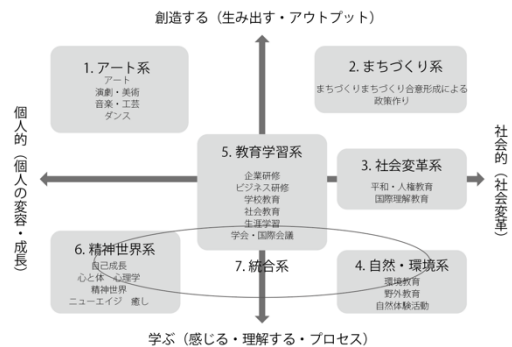 創造する（生み出す・アウトプット）
1. アート系
アート
演劇・美術
音楽・工芸
ダンス
2. まちづくり系
まちづくりまちづくり合意形成による
政策作り
個人的（個人の変容・成長）
5. 教育学習系
企業研修
ビジネス研修
学校教育
社会教育
生涯学習
学会・国際会議
3. 社会変革系
平和・人権教育
国際理解教育
社会的（社会変革）
6. 精神世界系
自己成長
心と体　心理学
精神世界
ニューエイジ　癒し
7. 統合系
4. 自然・環境系
環境教育
野外教育
自然体験活動
学ぶ（感じる・理解する・プロセス）